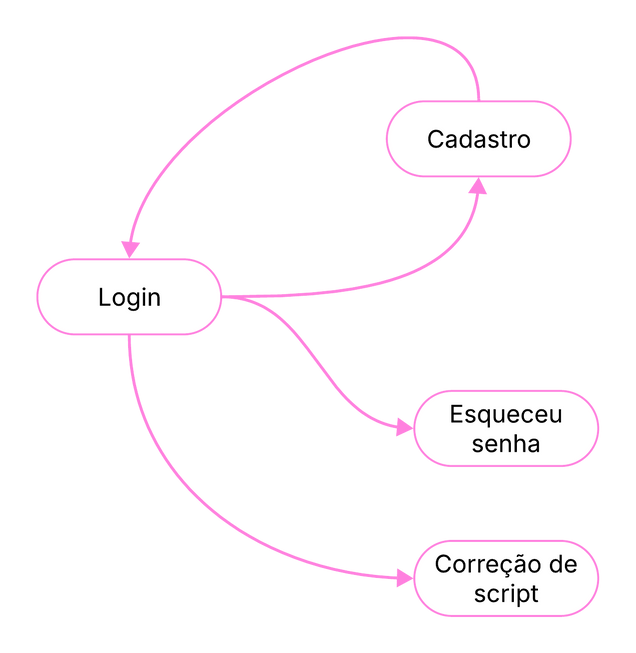 Cadastro
Login
Esqueceu
senha
Correção de
script